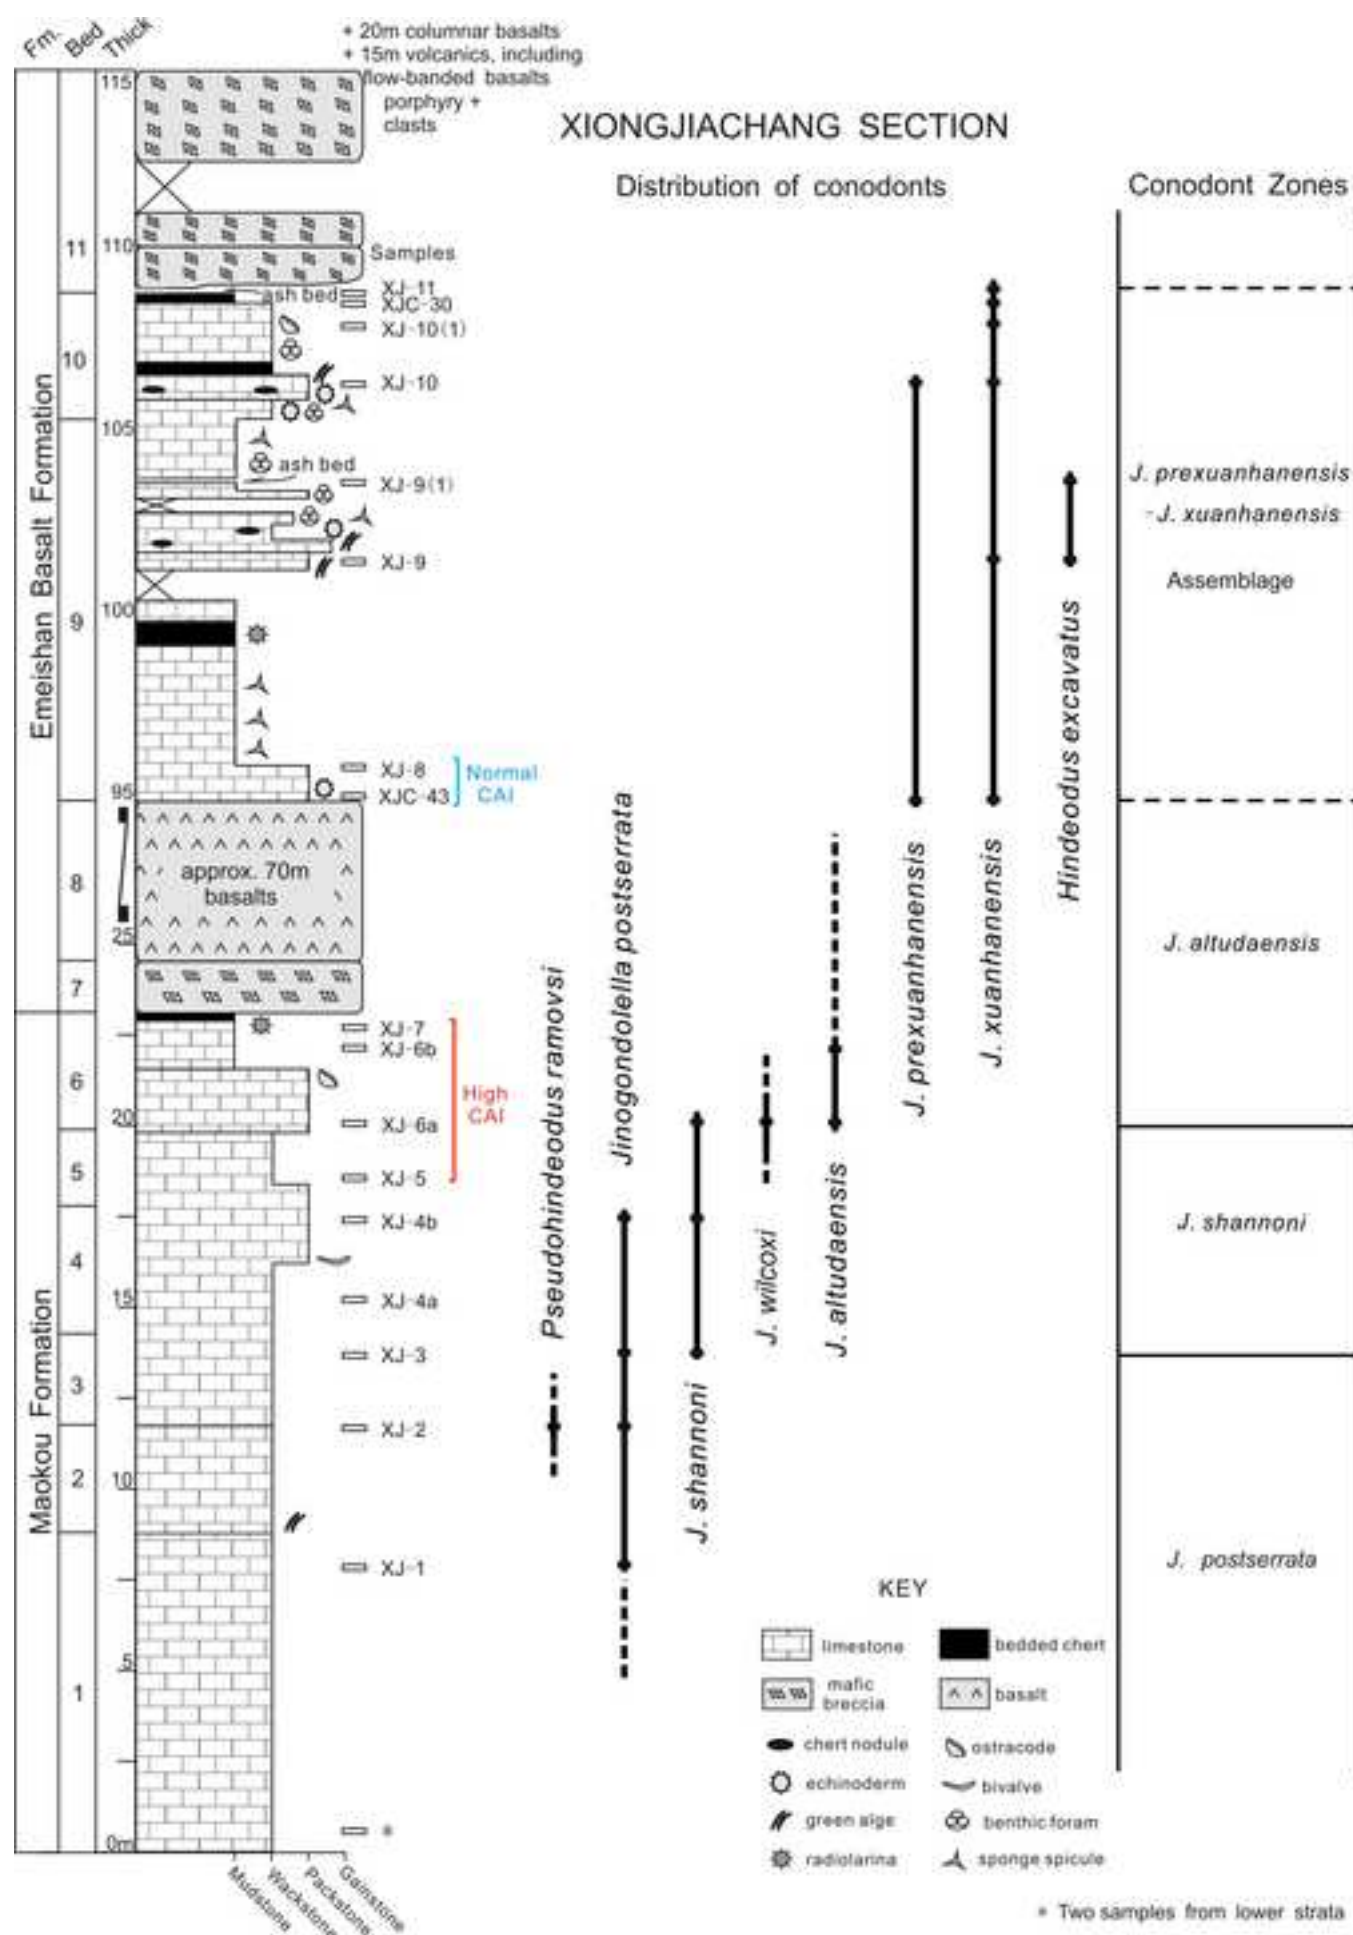 Fm.
Bed
Thick
+ 20m columnar basalts
+ 15m volcanics, including
flow-banded basalts
porphyry +
clasts
XIONGJIACHANG SECTION
Distribution of conodonts
Conodont Zones
Emeishan Basalt Formation
Maokou Formation
11
10
9
8
7
6
5
4
3
2
1
115
110
105
100
95
25
20
15
10
5
0m
Samples
XJ-11
ash bed
XJC-30
XJ-10(1)
XJ-10
ash bed
XJ-9(1)
XJ-9
XJ-8
XJC-43
Normal
CAI
approx. 70m
basalts
XJ-7
XJ-6b
High
CAI
XJ-6a
XJ-5
XJ-4b
XJ-4a
XJ-3
XJ-2
XJ-1
*
Pseudohindeodus ramovsi
Jinogondolella postserrata
J. shannoni
J. wilcoxi
J. altudaensis
J. prexuanhanensis
J. xuanhanensis
Hindeodus excavatus
J. prexuanhanensis
-J. xuanhanensis
Assemblage
J. altudaensis
J. shannoni
J. postserrata
KEY
limestone
bedded chert
mafic
breccia
basalt
chert nodule
ostracode
echinoderm
bivalve
green alge
benthic foram
radiolarina
sponge spicule
Mudstone
Wackstone
Packstone
Gainstone
* Two samples from lower strata